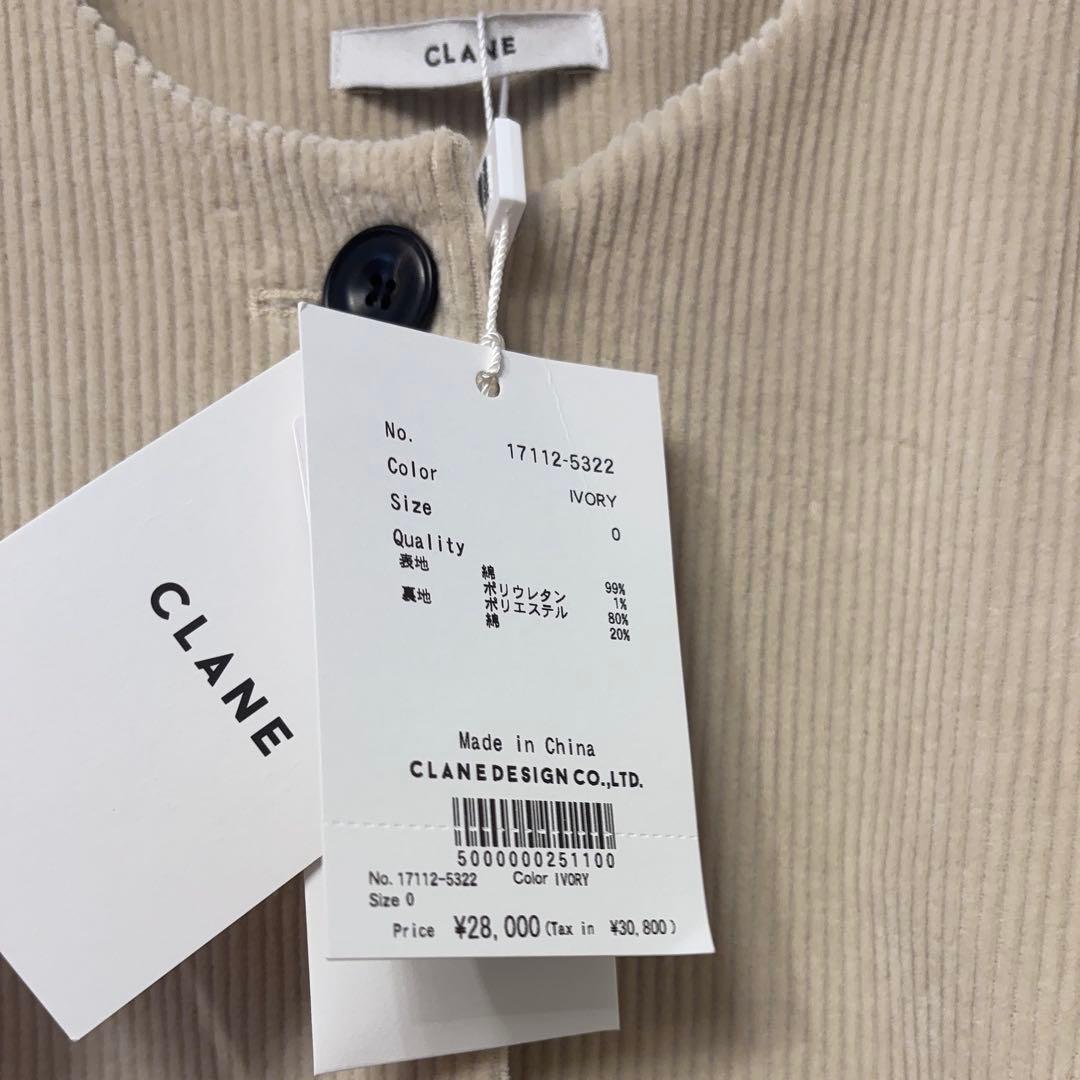 CLANE
No. 17112-5322
Color IVORY
Size 0
Quality
表地 綿 99%
ポリウレタン 1%
裏地 ポリエステル 80%
綿 20%
Made in China
CLANEDESIGN CO.,LTD.
5000000251100
No. 17112-5322 Color IVORY
Size 0
Price ¥28,000 (Tax in ¥30,800)
CLANE